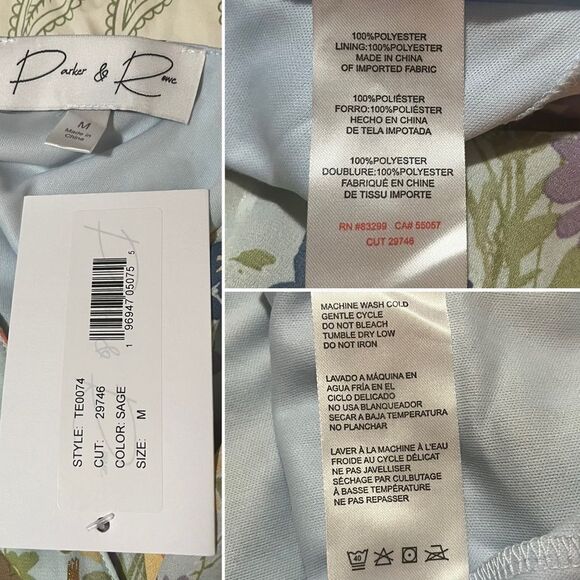 Parker & Rowe
M
Made in
China
1 96947 05075 5
STYLE: TE0074
CUT: 29746
COLOR: SAGE
SIZE: M
100%POLYESTER
LINING:100%POLYESTER
MADE IN CHINA
OF IMPORTED FABRIC
100%POLIÉSTER
FORRO:100%POLIÉSTER
HECHO EN CHINA
DE TELA IMPOTADA
100%POLYESTER
DOUBLURE:100%POLYESTER
FABRIQUÉ EN CHINE
DE TISSU IMPORTE
RN #83299 CA# 55057
CUT 29746
MACHINE WASH COLD
GENTLE CYCLE
DO NOT BLEACH
TUMBLE DRY LOW
DO NOT IRON
LAVADO A MÁQUINA EN
AGUA FRÍA EN EL
CICLO DELICADO
NO USA BLANQUEADOR
SECAR A BAJA TEMPERATURA
NO PLANCHAR
LAVER À LA MACHINE À L'EAU
FROIDE AU CYCLE DÉLICAT
NE PAS JAVELLISER
SÉCHAGE PAR CULBUTAGE
À BASSE TEMPÉRATURE
NE PAS REPASSER
40